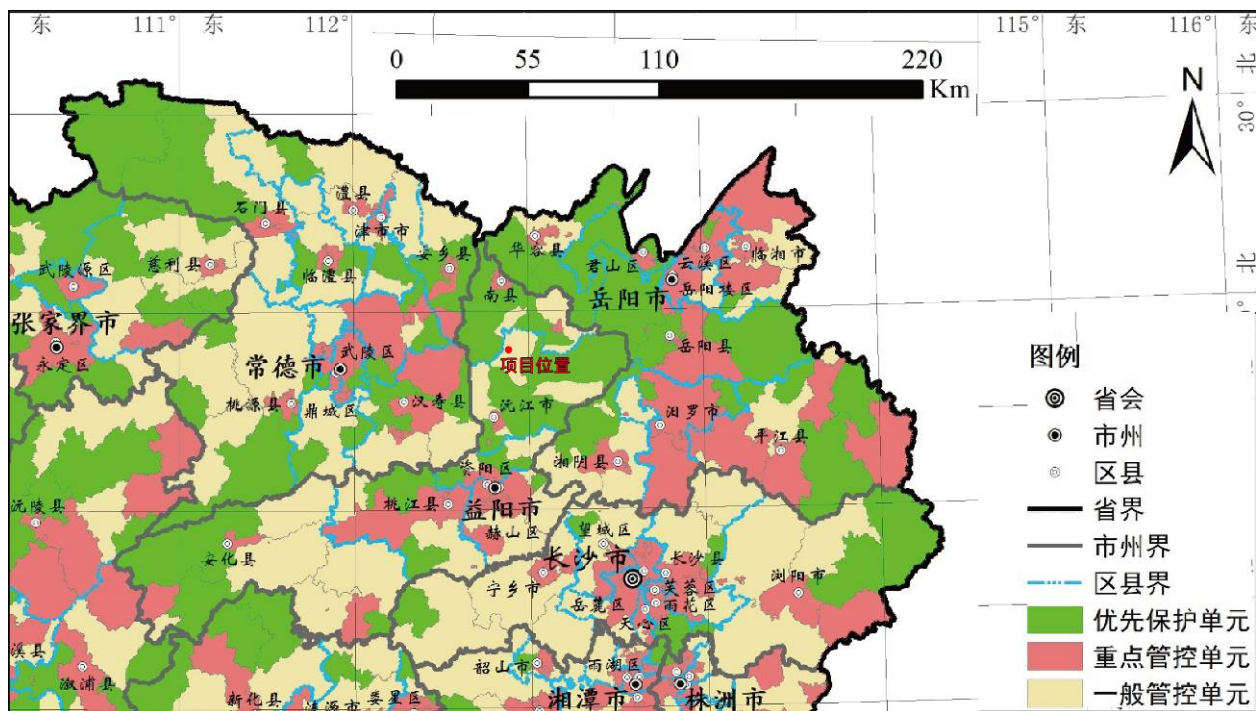 东 111° 东 112° 115° 东 116° 东
北
30°
北
0 55 110 220
Km
N
石门县
澧县
津市市
安乡县
华容县
君山区
云溪区
临湘市
岳阳楼区
岳阳市
岳阳县
武陵源区
慈利县
临澧县
南县
张家界市
永定区
常德市
武陵区
项目位置
桃源县
鼎城区
汉寿县
沅江市
汨罗市
平江县
湘阴县
资阳区
益阳市
桃江县
赫山区
沅陵县
安化县
望城区
长沙市
长沙县
宁乡市
芙蓉区
岳麓区
雨花区
天心区
浏阳市
溪县
溆浦县
韶山市
雨湖区
湘潭市
株洲市
新化县
涟源市
娄星区
图例
省会
市州
区县
省界
市州界
区县界
优先保护单元
重点管控单元
一般管控单元